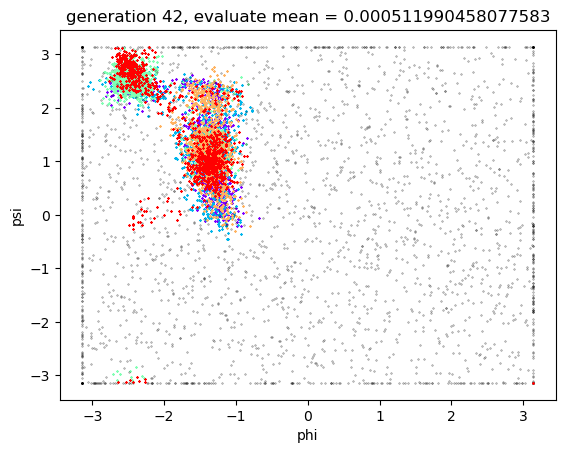 generation 42, evaluate mean = 0.000511990458077583
3
2
1
0
−1
−2
−3
psi
−3 −2 −1 0 1 2 3
phi